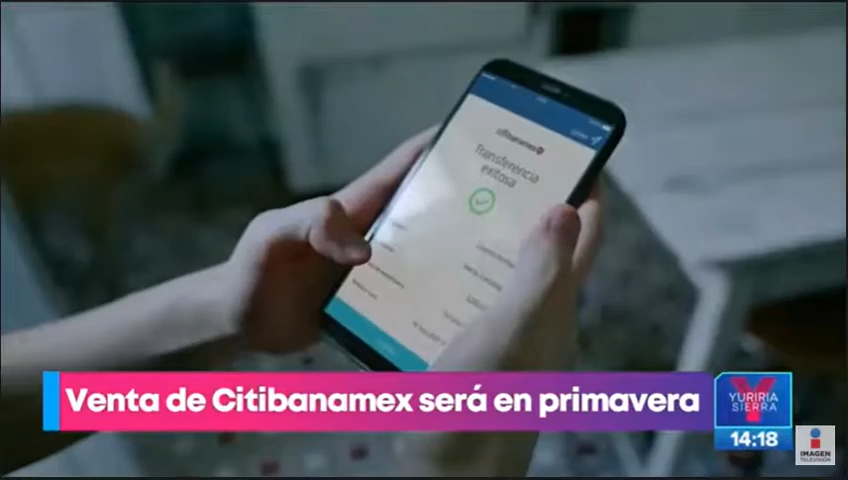 citibanamex
Transferencia
exitosa
Venta de Citibanamex será en primavera
Y
YURIRIA
SIERRA
14:18
IMAGEN
TELEVISIÓN